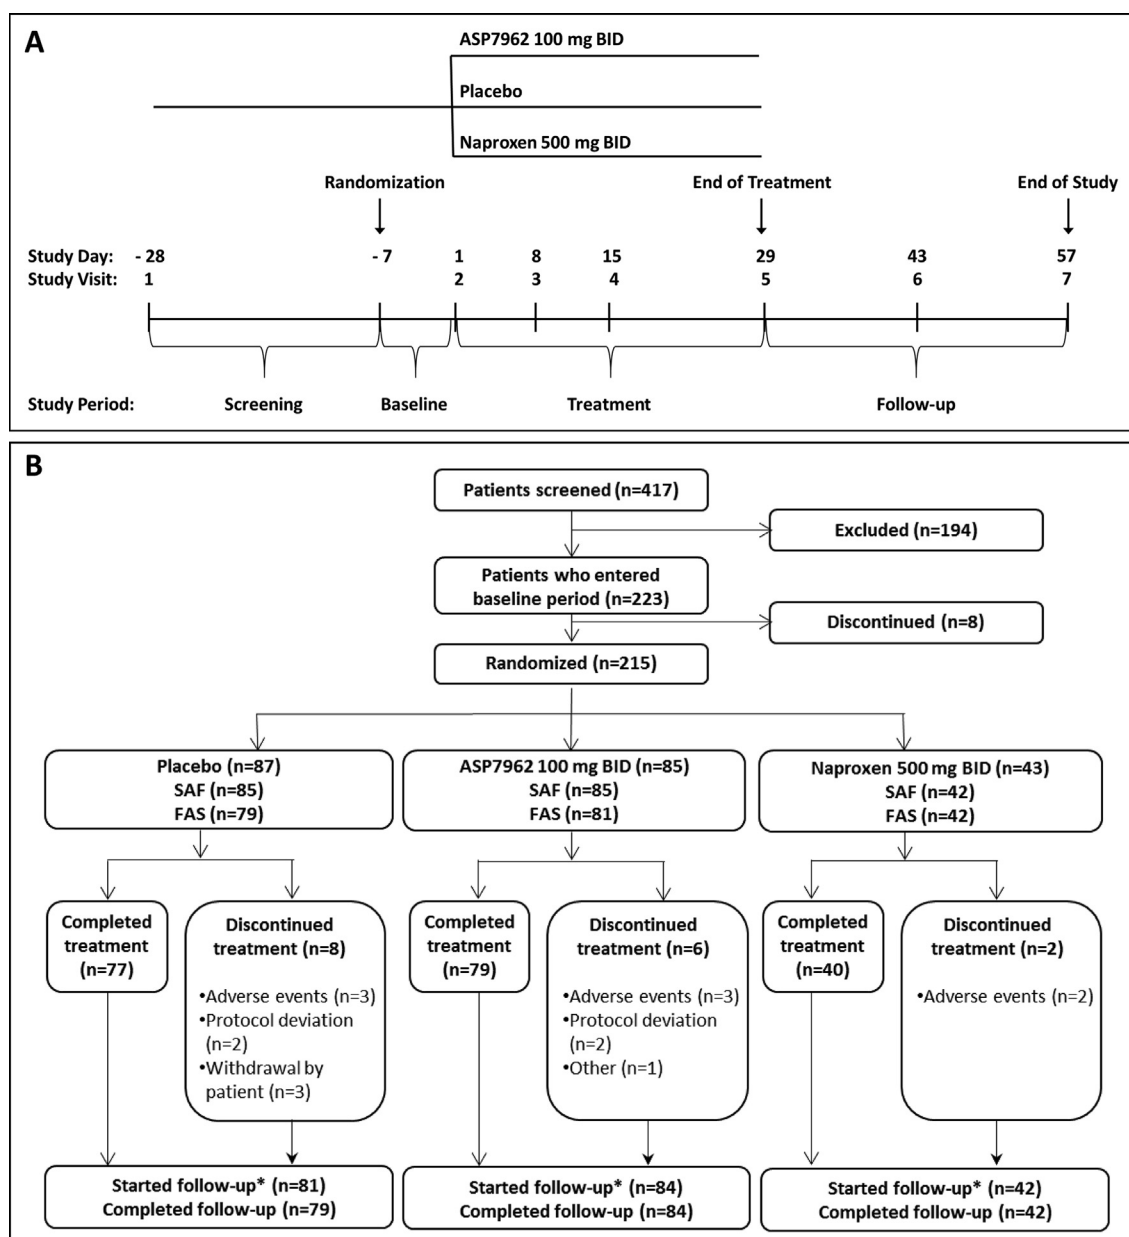 A
ASP7962 100 mg BID
Placebo
Naproxen 500 mg BID
Randomization End of Treatment End of Study
Study Day: - 28 - 7 1 8 15 29 43 57
Study Visit: 1 2 3 4 5 6 7
Study Period: Screening Baseline Treatment Follow-up
B
Patients screened (n=417)
Excluded (n=194)
Patients who entered
baseline period (n=223)
Discontinued (n=8)
Randomized (n=215)
Placebo (n=87)
SAF (n=85)
FAS (n=79)
ASP7962 100 mg BID (n=85)
SAF (n=85)
FAS (n=81)
Naproxen 500 mg BID (n=43)
SAF (n=42)
FAS (n=42)
Completed
treatment
(n=77)
Discontinued
treatment (n=8)
•Adverse events (n=3)
•Protocol deviation
(n=2)
•Withdrawal by
patient (n=3)
Completed
treatment
(n=79)
Discontinued
treatment (n=6)
•Adverse events (n=3)
•Protocol deviation
(n=2)
•Other (n=1)
Completed
treatment
(n=40)
Discontinued
treatment (n=2)
•Adverse events (n=2)
Started follow-up* (n=81)
Completed follow-up (n=79)
Started follow-up* (n=84)
Completed follow-up (n=84)
Started follow-up* (n=42)
Completed follow-up (n=42)